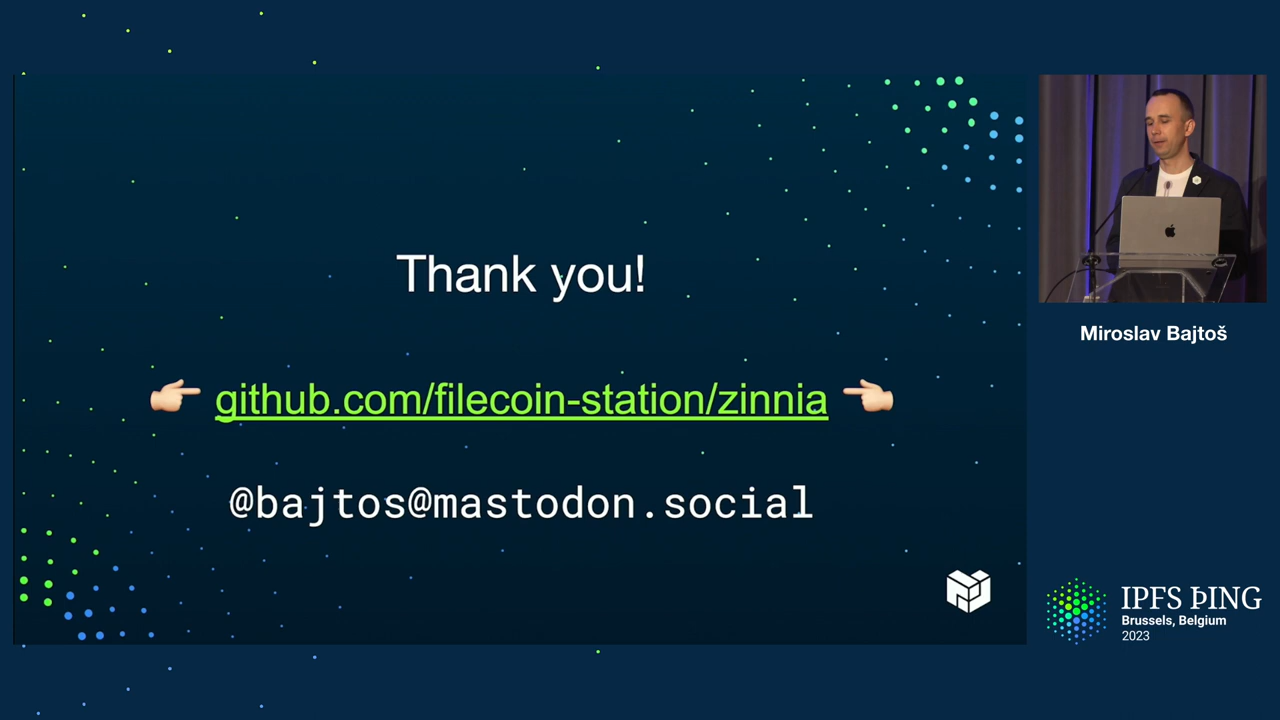 Thank you!
github.com/filecoin-station/zinnia
@bajtos@mastodon.social
Miroslav Bajtoš
IPFS ÞING
Brussels, Belgium
2023